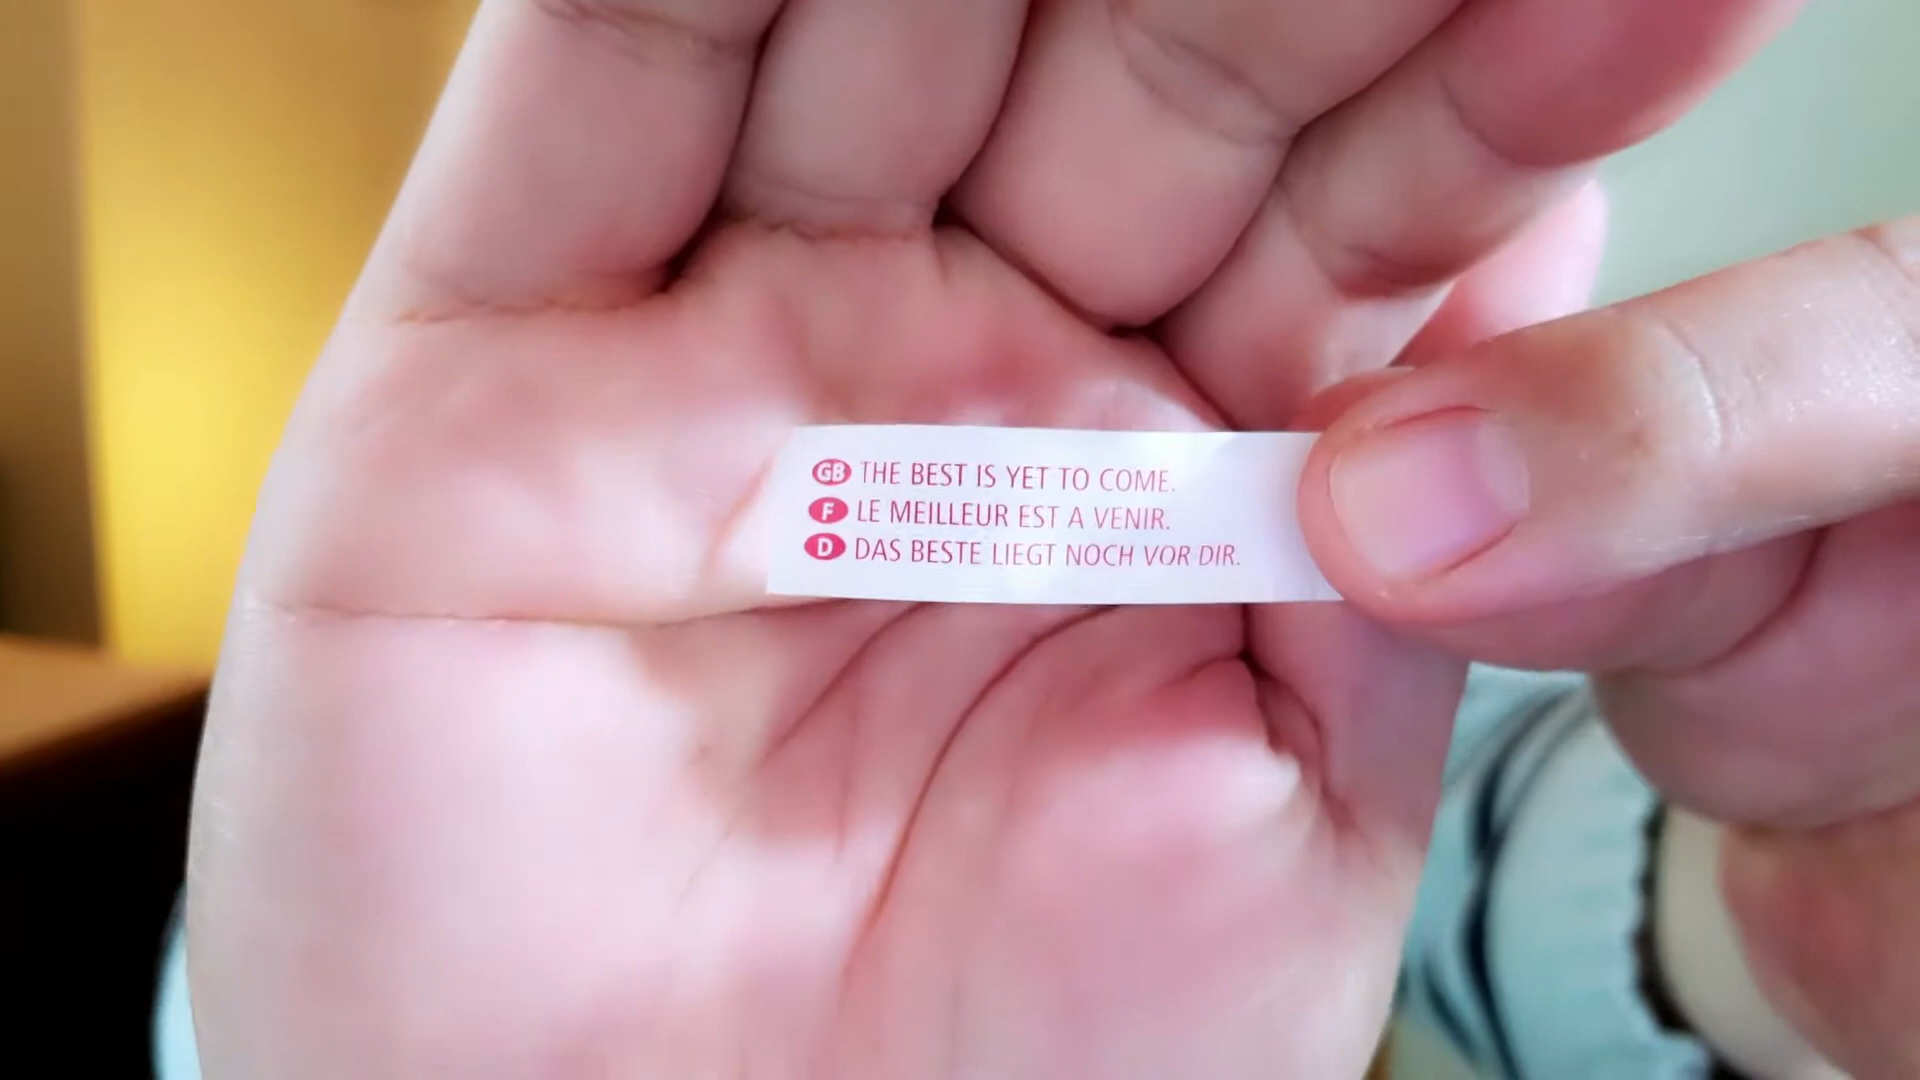 GB THE BEST IS YET TO COME.
F LE MEILLEUR EST A VENIR.
D DAS BESTE LIEGT NOCH VOR DIR.